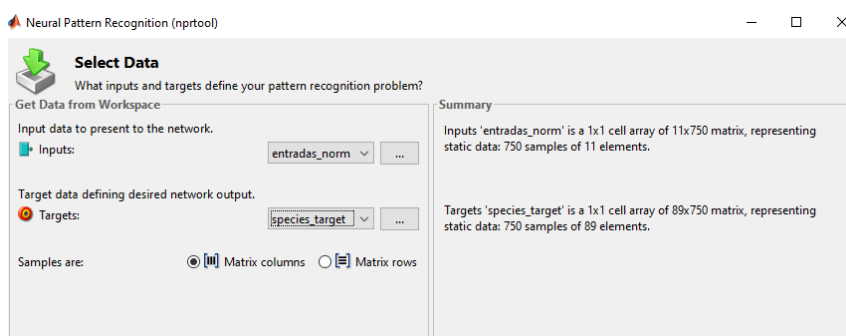 Neural Pattern Recognition (nprtool)
Select Data
What inputs and targets define your pattern recognition problem?
Get Data from Workspace
Input data to present to the network.
Inputs:
entradas_norm
...
Target data defining desired network output.
Targets:
species_target
...
Samples are:
Matrix columns
Matrix rows
Summary
Inputs 'entradas_norm' is a 1x1 cell array of 11x750 matrix, representing
static data: 750 samples of 11 elements.
Targets 'species_target' is a 1x1 cell array of 89x750 matrix, representing
static data: 750 samples of 89 elements.